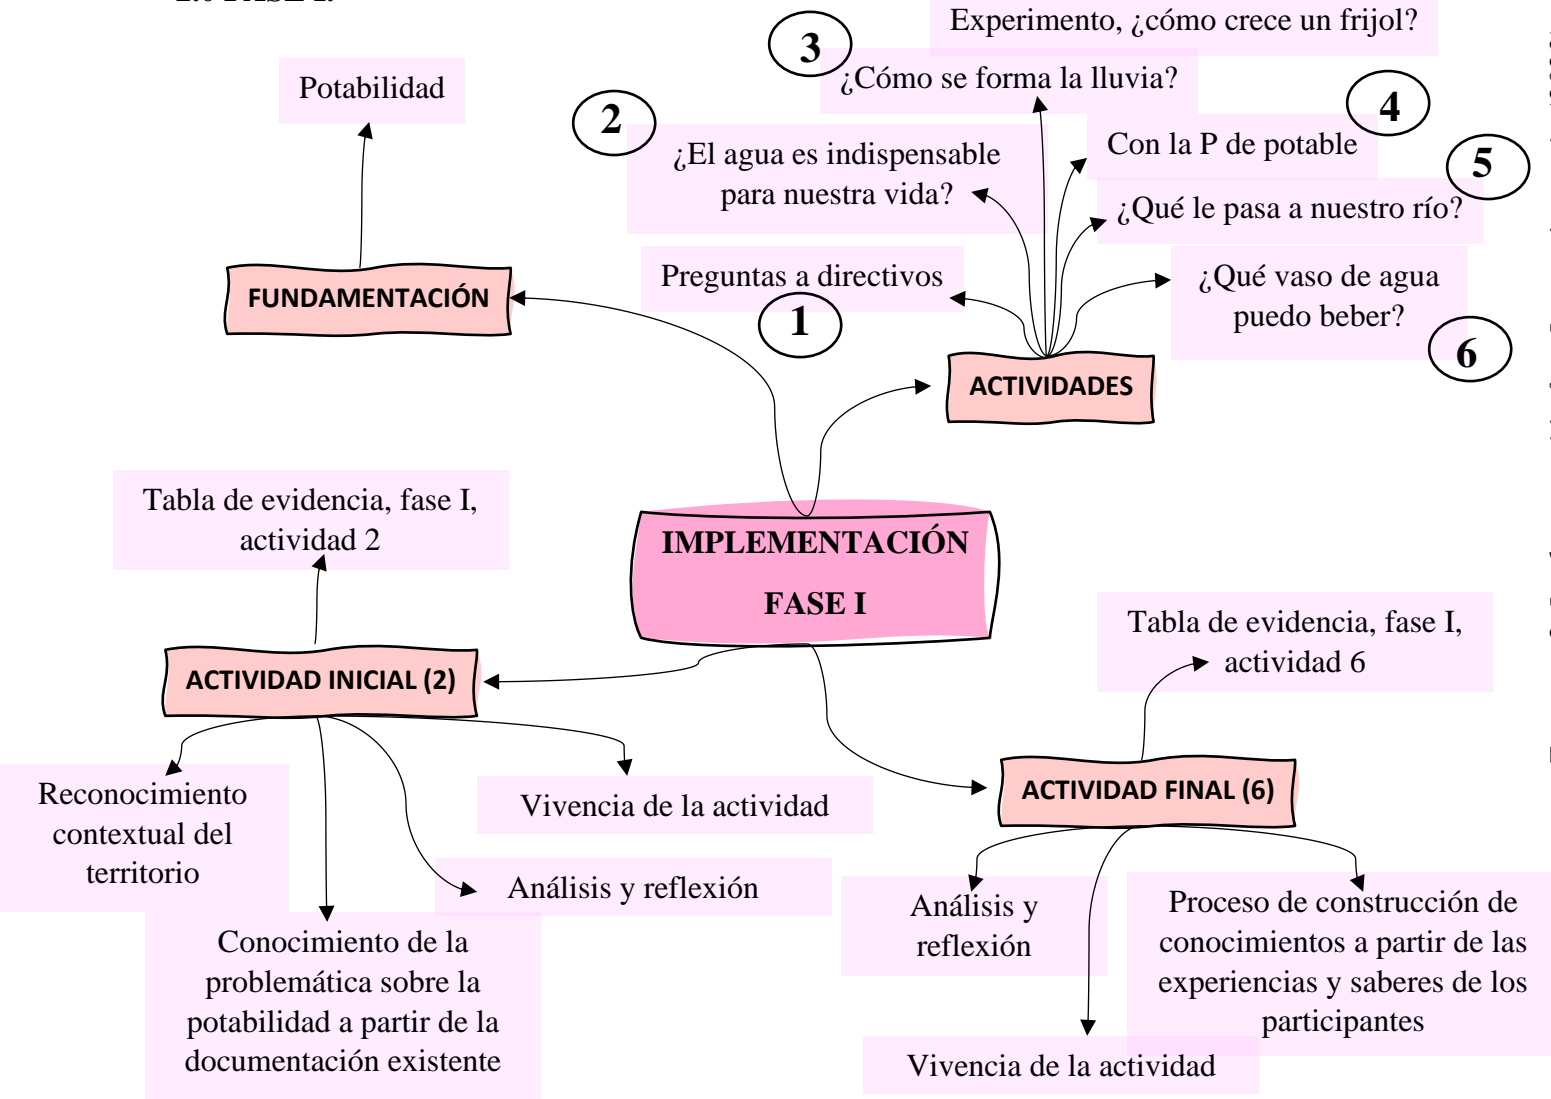 Experimento, ¿cómo crece un frijol?
3
¿Cómo se forma la lluvia?
Potabilidad
2
4
¿El agua es indispensable
para nuestra vida?
Con la P de potable
5
¿Qué le pasa a nuestro río?
Preguntas a directivos
1
¿Qué vaso de agua
puedo beber?
6
FUNDAMENTACIÓN
ACTIVIDADES
Tabla de evidencia, fase I,
actividad 2
IMPLEMENTACIÓN
FASE I
Tabla de evidencia, fase I,
actividad 6
ACTIVIDAD INICIAL (2)
ACTIVIDAD FINAL (6)
Reconocimiento
contextual del
territorio
Vivencia de la actividad
Análisis y reflexión
Conocimiento de la
problemática sobre la
potabilidad a partir de la
documentación existente
Análisis y
reflexión
Proceso de construcción de
conocimientos a partir de las
experiencias y saberes de los
participantes
Vivencia de la actividad